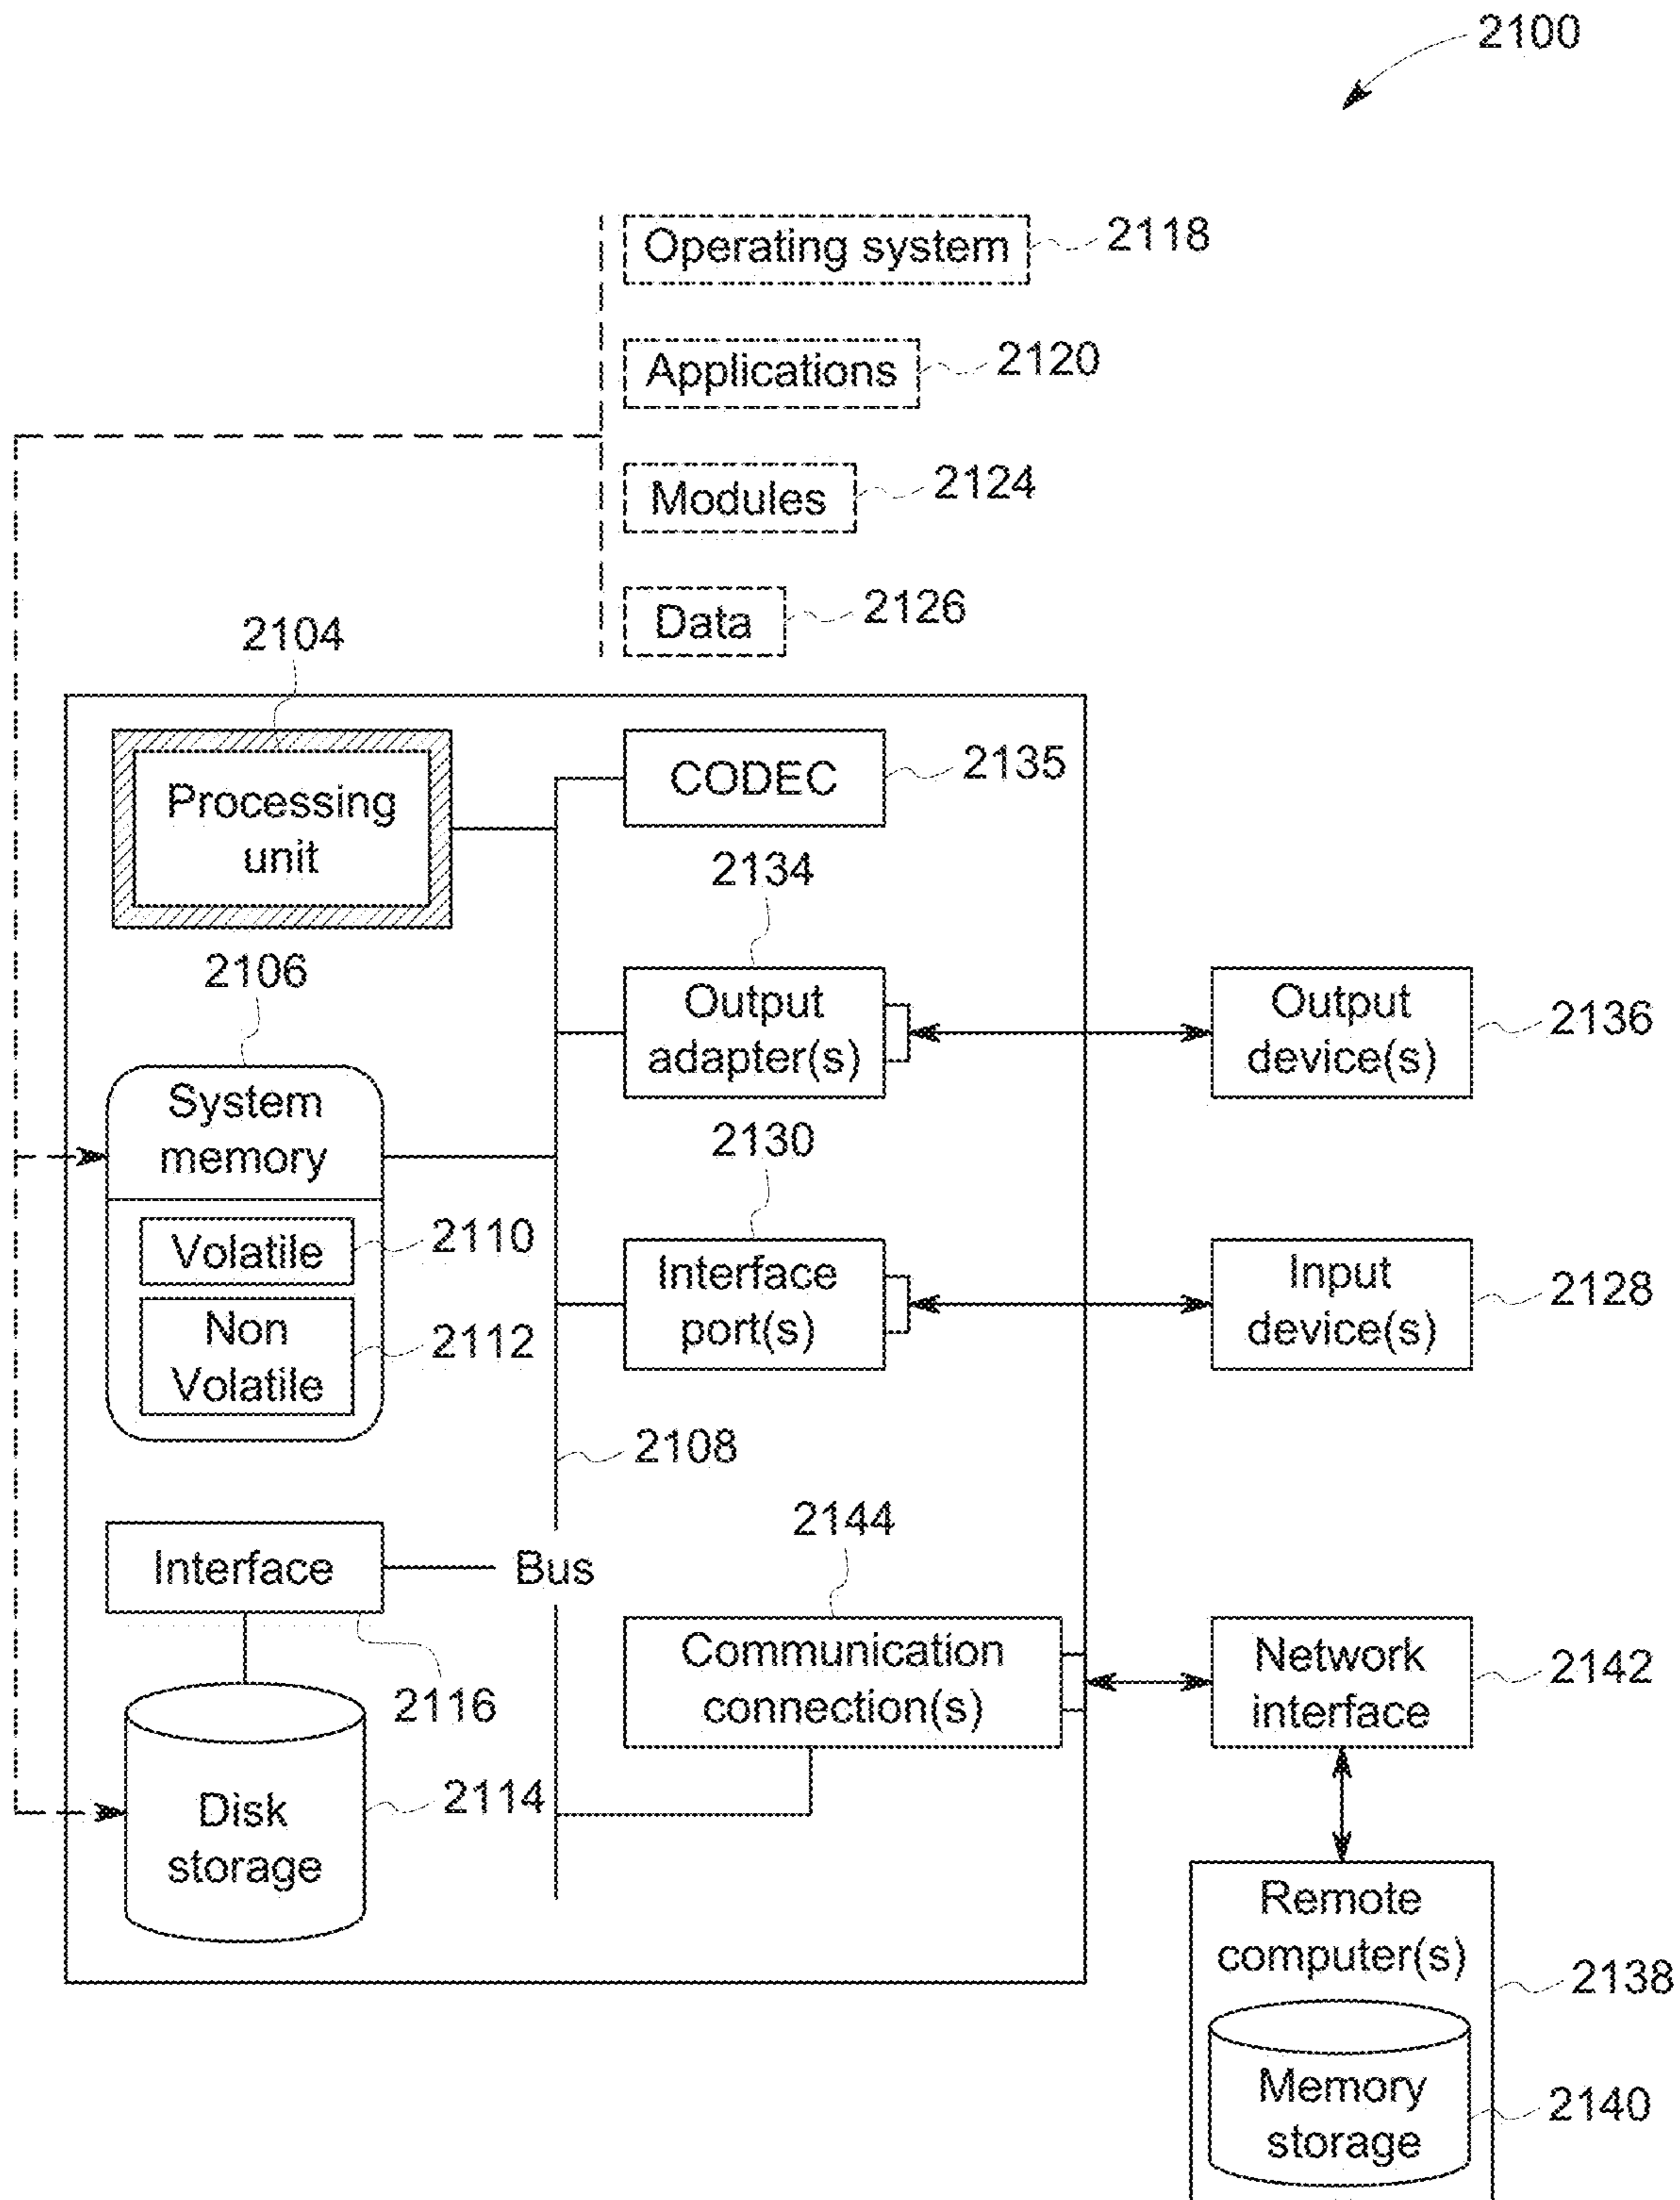 2100
Operating system
2118
Applications
2120
Modules
2124
Data
2126
2104
Processing
unit
CODEC
2135
2134
2106
Output
adapter(s)
Output
device(s)
2136
System
memory
2130
Volatile
2110
Interface
port(s)
Input
device(s)
2128
Non
Volatile
2112
2108
2144
Interface
Bus
2116
Communication
connection(s)
Network
interface
2142
Disk
storage
2114
Remote
computer(s)
2138
Memory
storage
2140